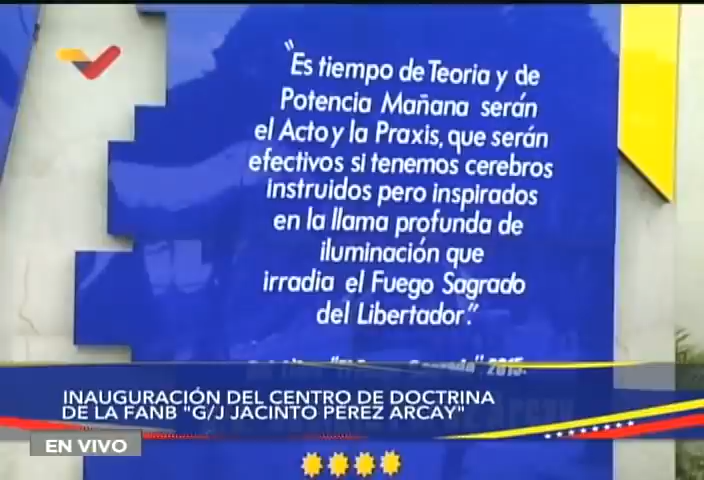 "Es tiempo de Teoria y de
Potencia Mañana serán
el Acto y la Praxis, que serán
efectivos si tenemos cerebros
instruidos pero inspirados
en la llama profunda de
iluminación que
irradia el Fuego Sagrado
del Libertador."
2015.
INAUGURACIÓN DEL CENTRO DE DOCTRINA
DE LA FANB "G/J JACINTO PÉREZ ARCAY"
EN VIVO